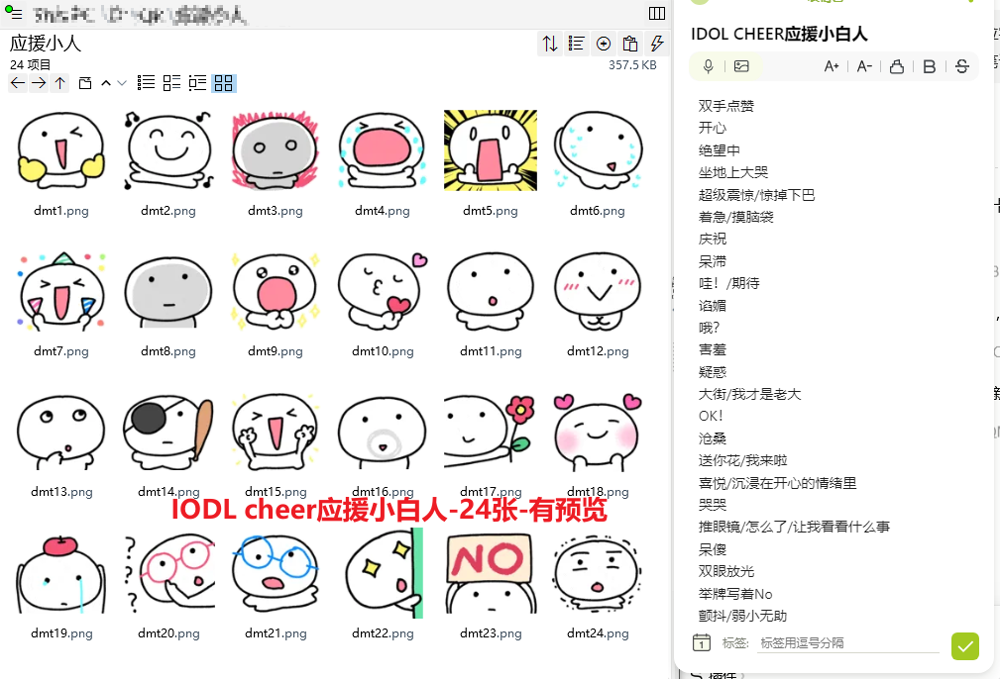 应援小人
24 项目
357.5 KB
dmt1.png
dmt2.png
dmt3.png
dmt4.png
dmt5.png
dmt6.png
dmt7.png
dmt8.png
dmt9.png
dmt10.png
dmt11.png
dmt12.png
dmt13.png
dmt14.png
dmt15.png
dmt16.png
dmt17.png
dmt18.png
IODL cheer应援小白人-24张-有预览
???
NO
dmt19.png
dmt20.png
dmt21.png
dmt22.png
dmt23.png
dmt24.png
IDOL CHEER应援小白人
A+ A- B S
双手点赞
开心
绝望中
坐地上大哭
超级震惊/惊掉下巴
着急/摸脑袋
庆祝
呆滞
哇！/期待
谄媚
哦?
害羞
疑惑
大街/我才是老大
OK！
沧桑
送你花/我来啦
喜悦/沉浸在开心的情绪里
哭哭
推眼镜/怎么了/让我看看什么事
呆傻
双眼放光
举牌写着No
颤抖/弱小无助
1
标签:
标签用逗号分隔